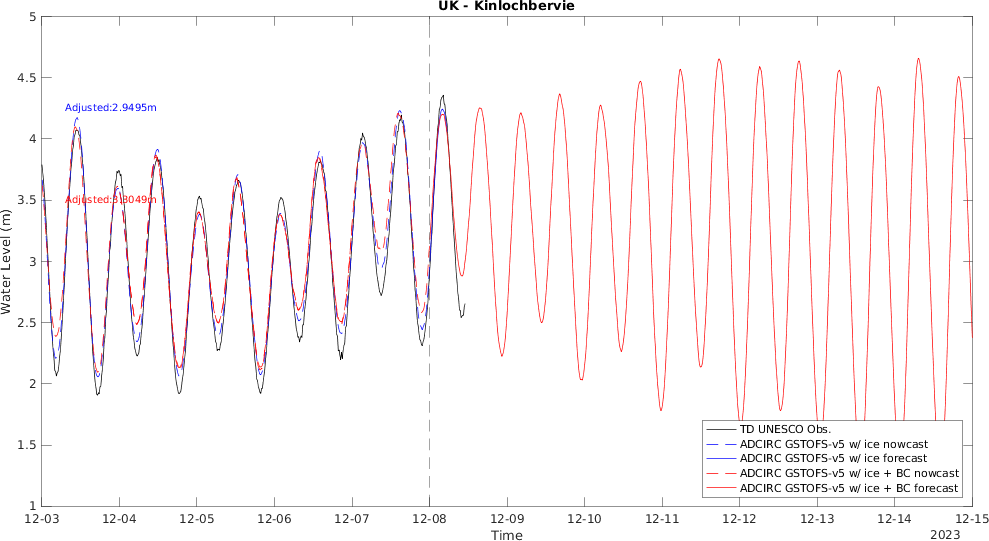 UK - Kinlochbervie
5
4.5
4
3.5
3
2.5
2
1.5
1
Water Level (m)
Adjusted:2.9495m
Adjusted:3.3049m
TD UNESCO Obs.
ADCIRC GSTOFS-v5 w/ ice nowcast
ADCIRC GSTOFS-v5 w/ ice forecast
ADCIRC GSTOFS-v5 w/ ice + BC nowcast
ADCIRC GSTOFS-v5 w/ ice + BC forecast
12-03 12-04 12-05 12-06 12-07 12-08 12-09 12-10 12-11 12-12 12-13 12-14 12-15
Time
2023